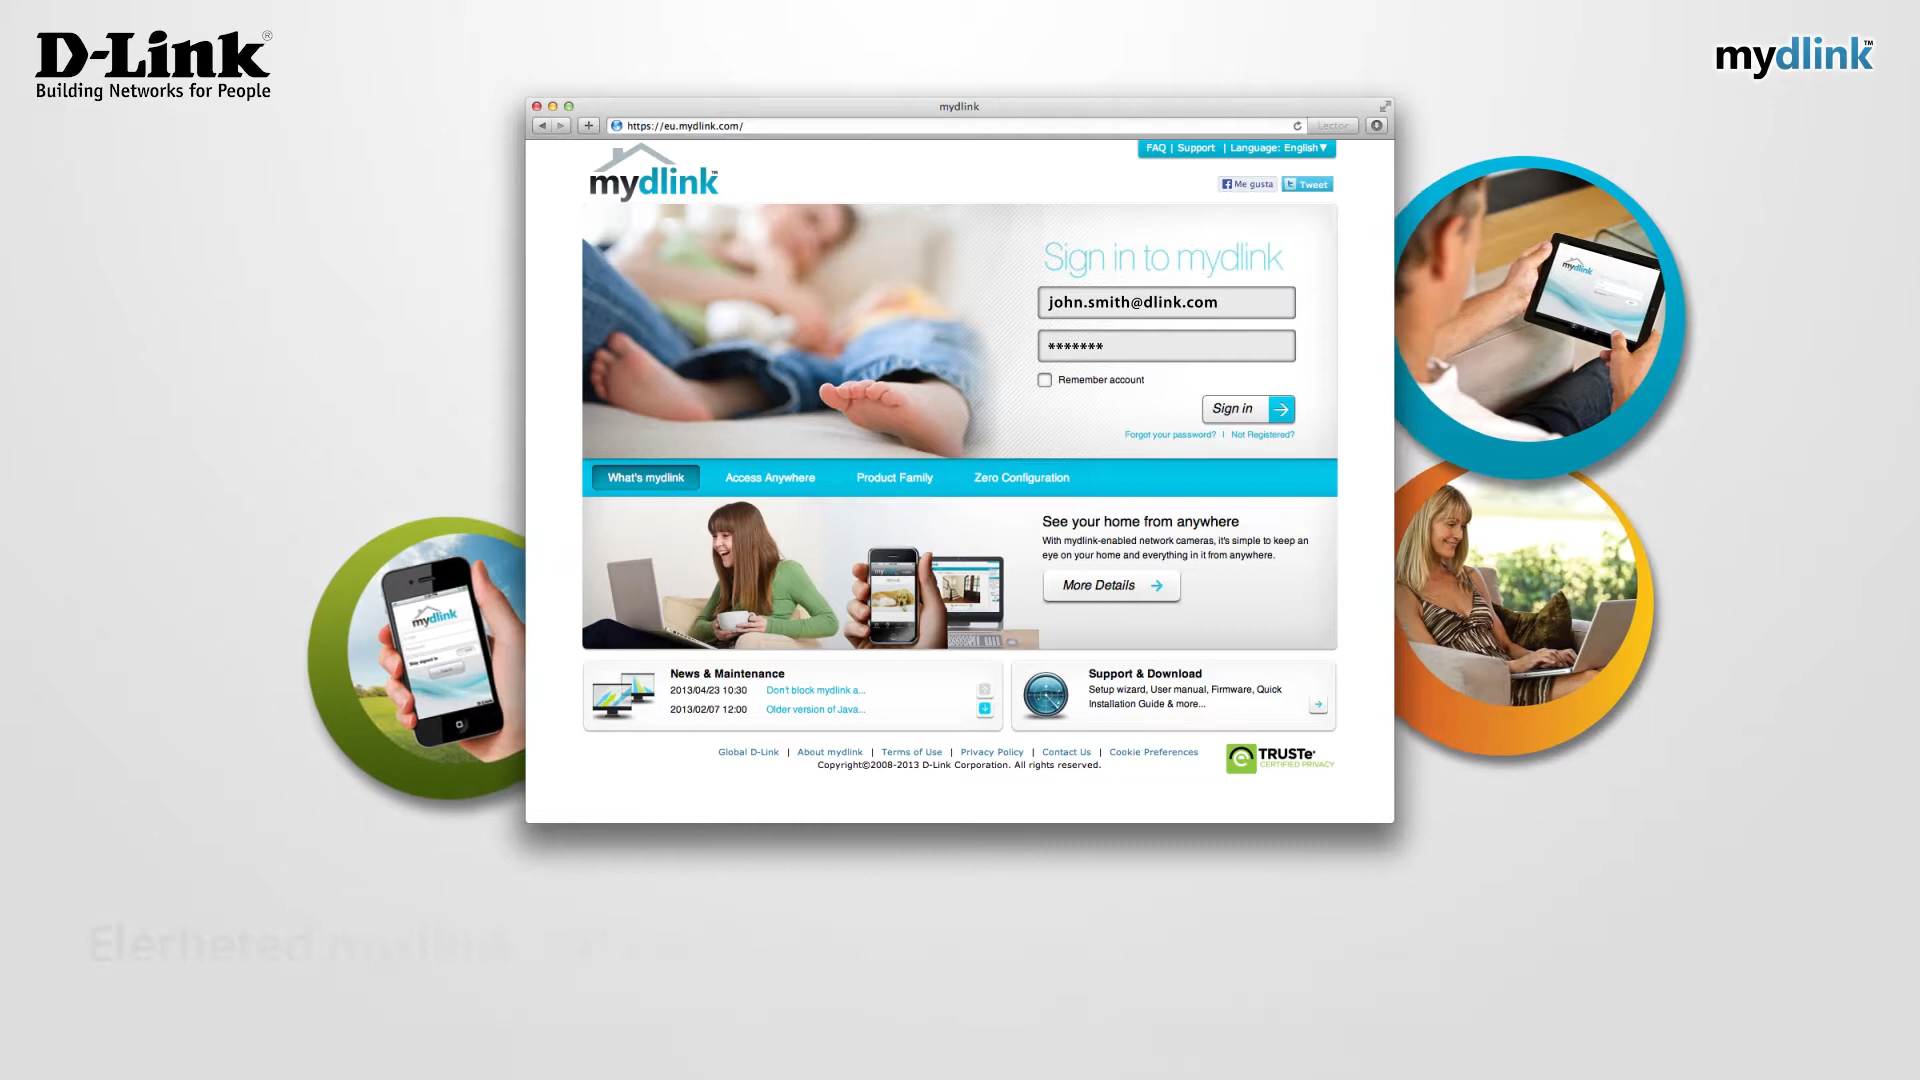 D-Link®
Building Networks for People
mydlink™
mydlink
https://eu.mydlink.com/
Lector
FAQ | Support | Language: English▼
mydlink™
Me gusta
Tweet
Sign in to mydlink
john.smith@dlink.com
*******
Remember account
Sign in
Forgot your password? | Not Registered?
What's mydlink
Access Anywhere
Product Family
Zero Configuration
See your home from anywhere
With mydlink-enabled network cameras, it's simple to keep an
eye on your home and everything in it from anywhere.
More Details
News & Maintenance
2013/04/23 10:30 Don't block mydlink a...
2013/02/07 12:00 Older version of Java...
Support & Download
Setup wizard, User manual, Firmware, Quick
Installation Guide & more...
Global D-Link | About mydlink | Terms of Use | Privacy Policy | Contact Us | Cookie Preferences
Copyright©2008-2013 D-Link Corporation. All rights reserved.
TRUSTe
CERTIFIED PRIVACY
mydlink
mydlink